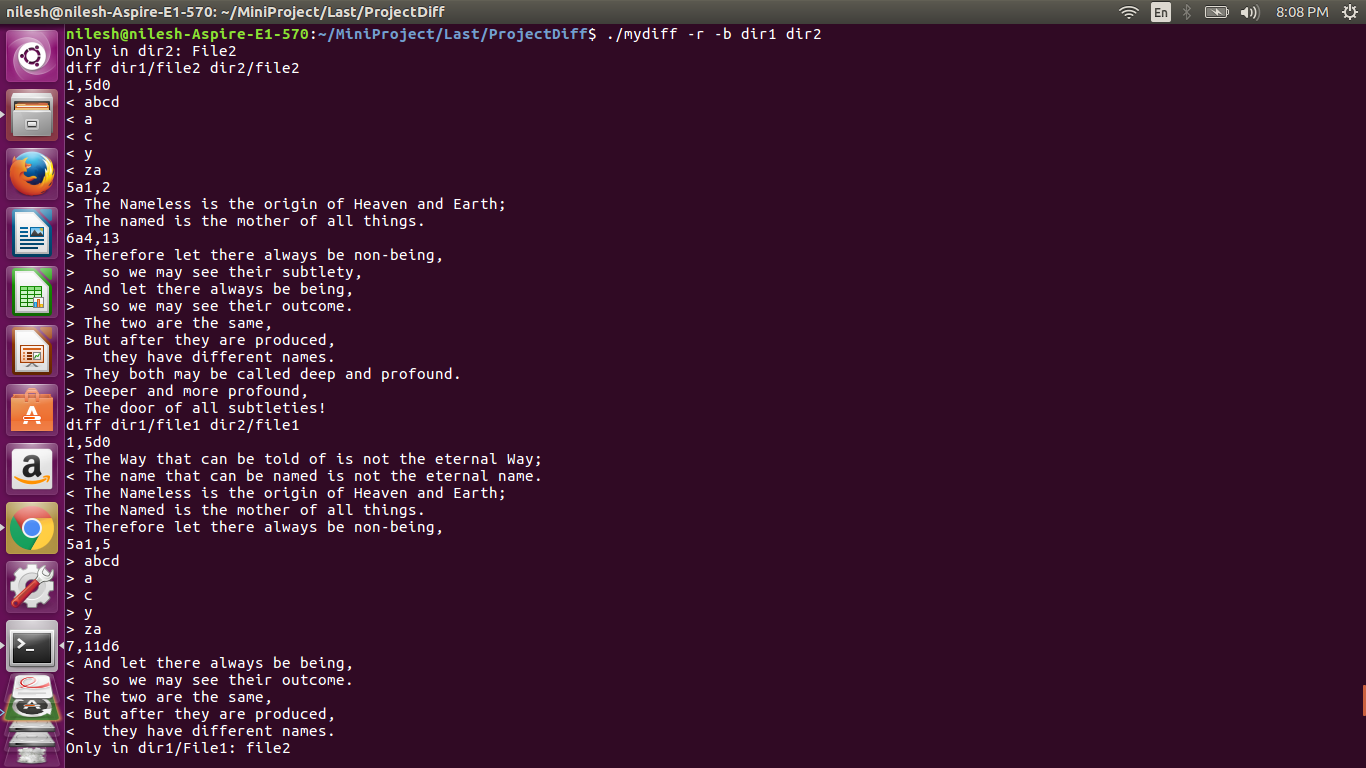 nilesh@nilesh-Aspire-E1-570: ~/MiniProject/Last/ProjectDiff
En
8:08 PM
nilesh@nilesh-Aspire-E1-570:~/MiniProject/Last/ProjectDiff$ ./mydiff -r -b dir1 dir2
Only in dir2: File2
diff dir1/file2 dir2/file2
1,5d0
< abcd
< a
< c
< y
< za
5a1,2
> The Nameless is the origin of Heaven and Earth;
> The named is the mother of all things.
6a4,13
> Therefore let there always be non-being,
>   so we may see their subtlety,
> And let there always be being,
>   so we may see their outcome.
> The two are the same,
> But after they are produced,
>   they have different names.
> They both may be called deep and profound.
> Deeper and more profound,
> The door of all subtleties!
diff dir1/file1 dir2/file1
1,5d0
< The Way that can be told of is not the eternal Way;
< The name that can be named is not the eternal name.
< The Nameless is the origin of Heaven and Earth;
< The Named is the mother of all things.
< Therefore let there always be non-being,
5a1,5
> abcd
> a
> c
> y
> za
7,11d6
< And let there always be being,
<   so we may see their outcome.
< The two are the same,
< But after they are produced,
<   they have different names.
Only in dir1/File1: file2